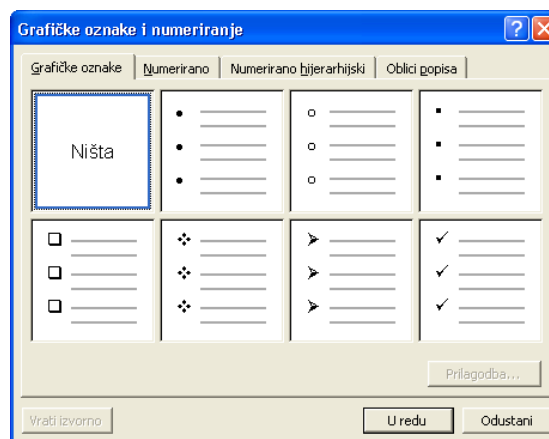 Grafičke oznake i numeriranje
Grafičke oznake
Numerirano
Numerirano hijerarhijski
Oblici popisa
Ništa
Prilagodba...
Vrati izvorno
U redu
Odustani